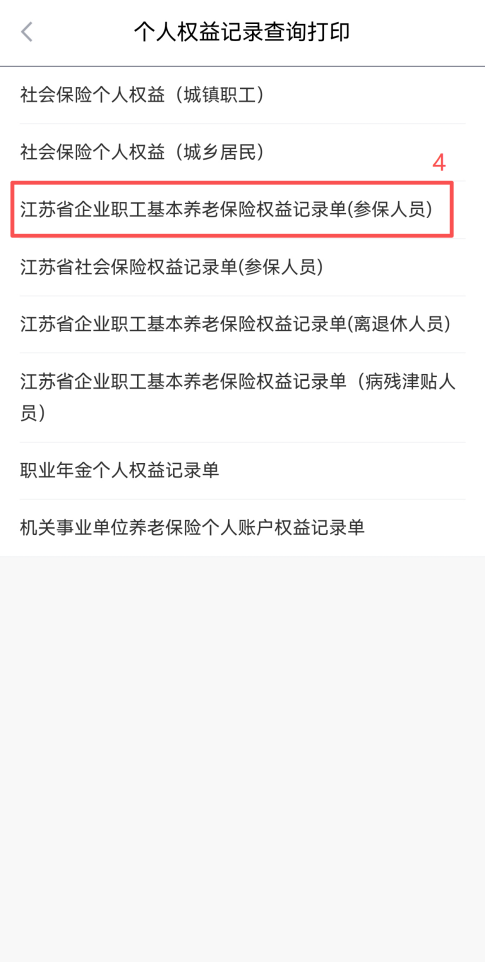 个人权益记录查询打印
社会保险个人权益（城镇职工）
社会保险个人权益（城乡居民）
4
江苏省企业职工基本养老保险权益记录单(参保人员)
江苏省社会保险权益记录单(参保人员)
江苏省企业职工基本养老保险权益记录单(离退休人员)
江苏省企业职工基本养老保险权益记录单（病残津贴人
员）
职业年金个人权益记录单
机关事业单位养老保险个人账户权益记录单